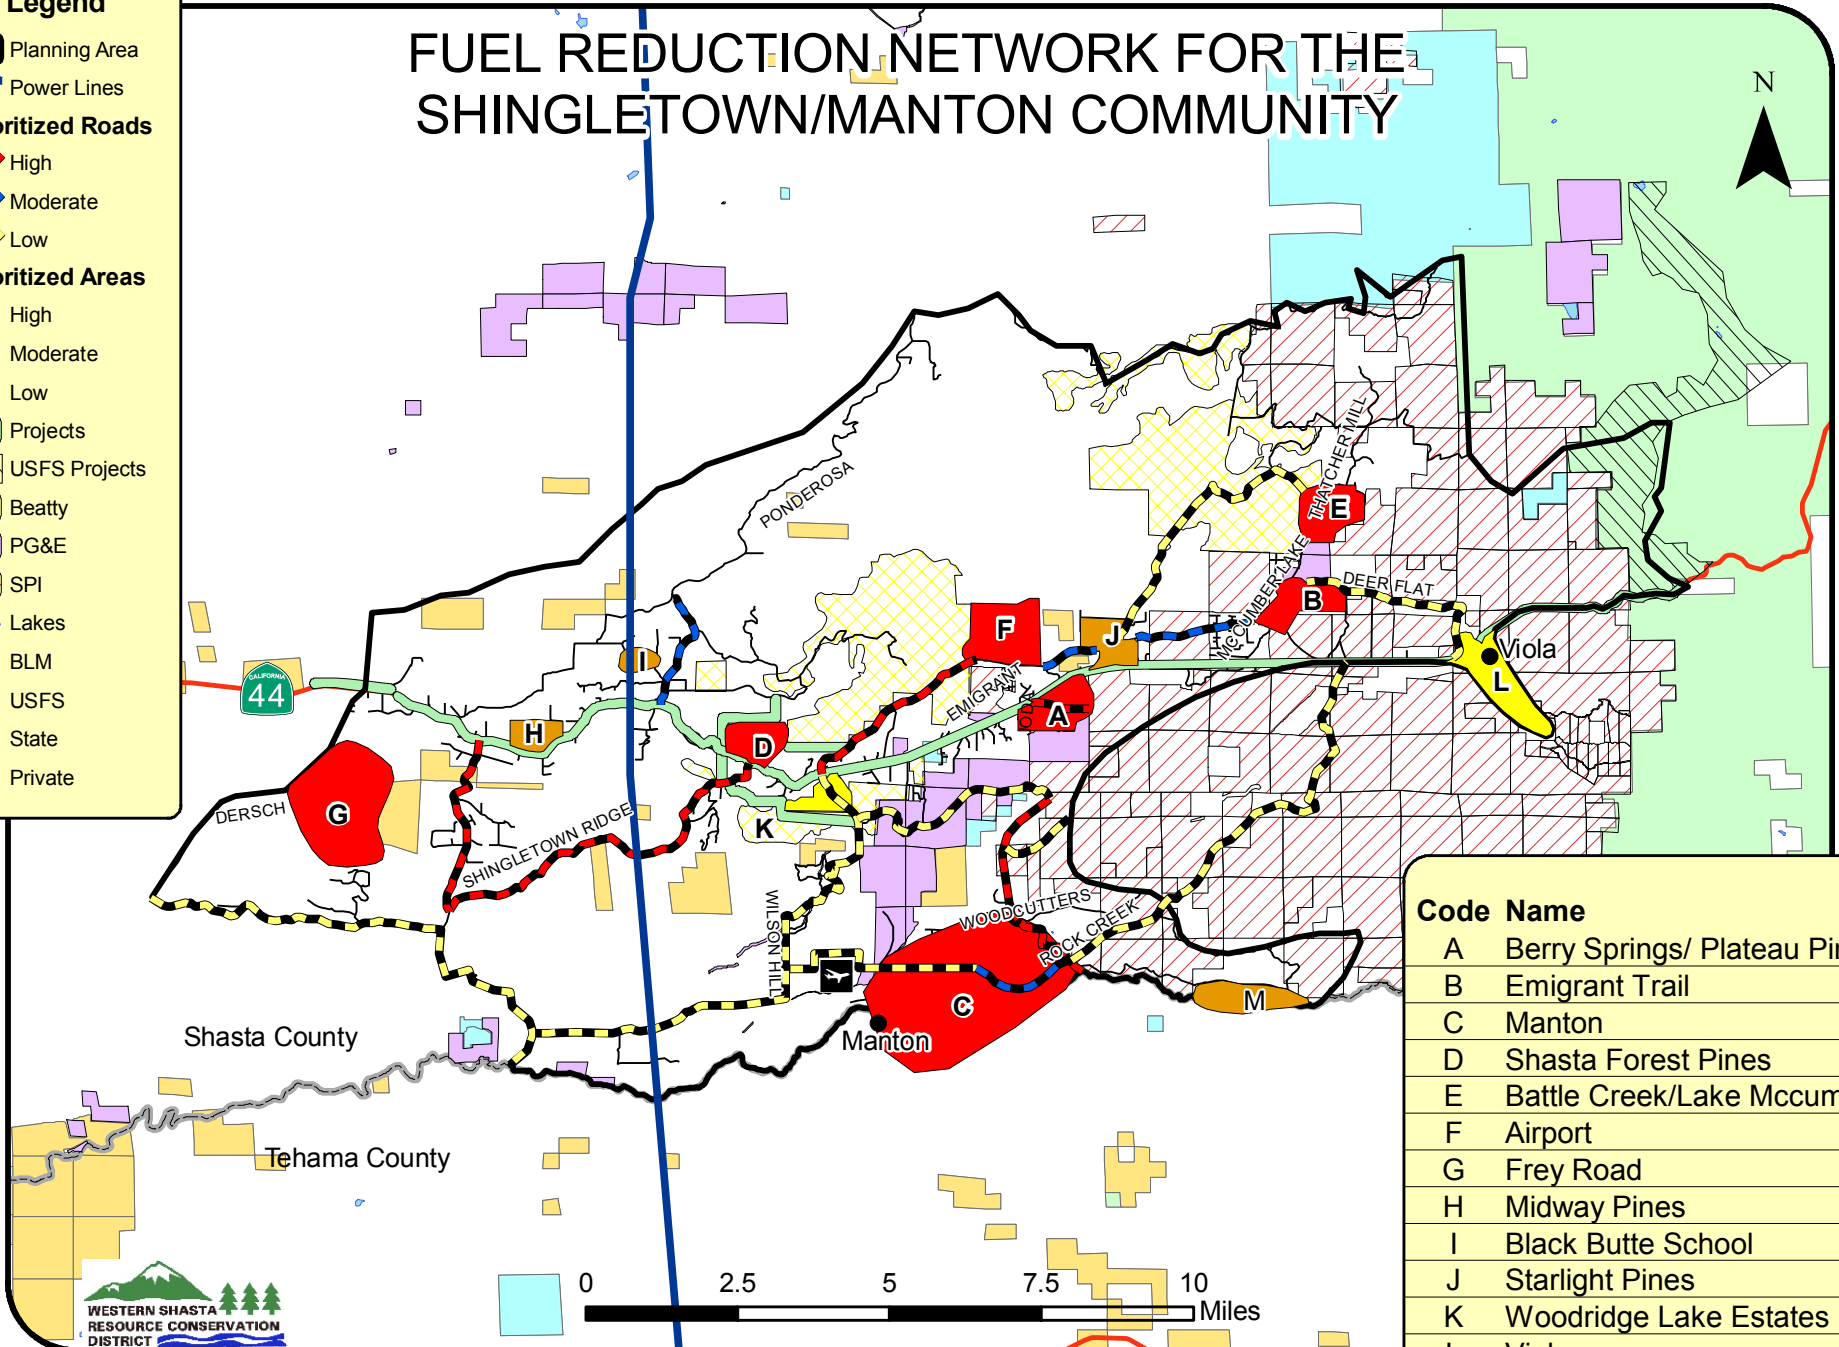 Legend
Planning Area
Power Lines
oritized Roads
High
Moderate
Low
oritized Areas
High
Moderate
Low
Projects
USFS Projects
Beatty
PG&E
SPI
Lakes
BLM
USFS
State
Private
FUEL REDUCTION NETWORK FOR THE
SHINGLETOWN/MANTON COMMUNITY
N
PONDEROSA
THATCHER MILL
E
MCCUMBER LAKE
DEER FLAT
B
F
J
I
Viola
L
EMIGRANT
A
CALIFORNIA
44
H
D
DERSCH
G
SHINGLETOWN RIDGE
K
WILSON HILL
WOODCUTTERS
ROCK CREEK
C
M
Manton
Shasta County
Tehama County
0 2.5 5 7.5 10
Miles
WESTERN SHASTA
RESOURCE CONSERVATION
DISTRICT
Code Name
A Berry Springs/ Plateau Pin
B Emigrant Trail
C Manton
D Shasta Forest Pines
E Battle Creek/Lake Mccum
F Airport
G Frey Road
H Midway Pines
I Black Butte School
J Starlight Pines
K Woodridge Lake Estates